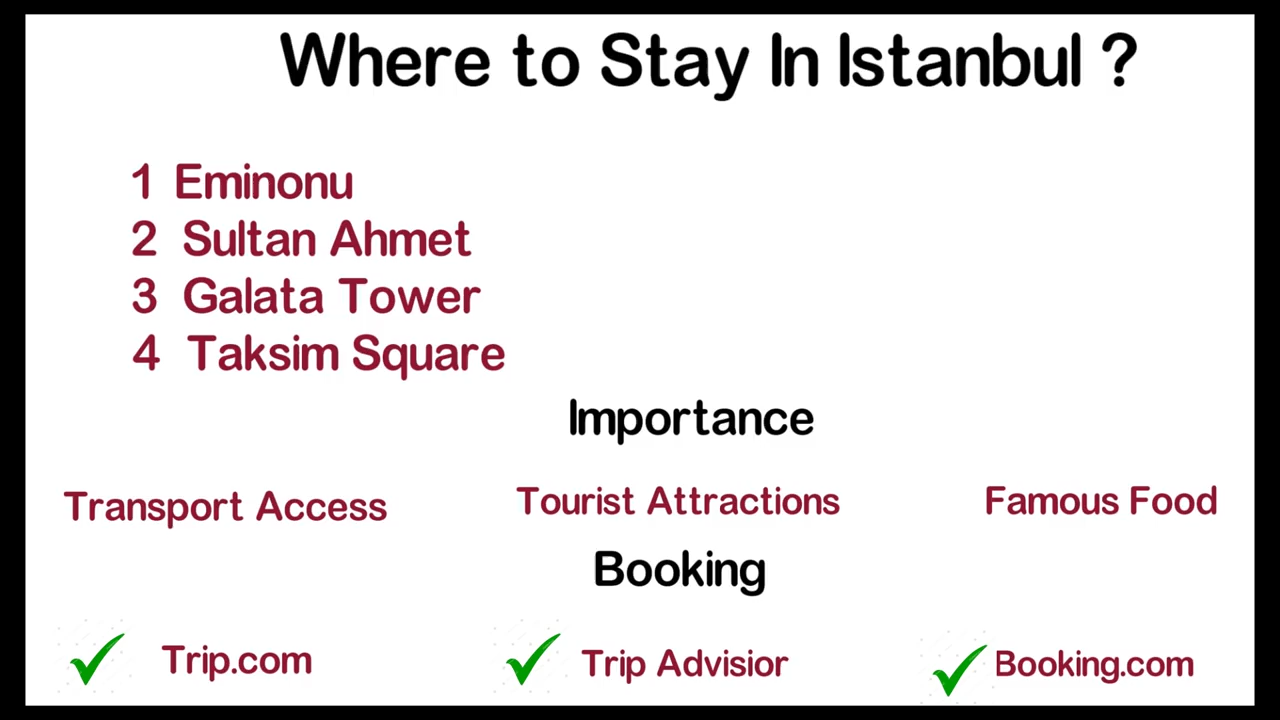 Where to Stay In Istanbul ?
1 Eminonu
2 Sultan Ahmet
3 Galata Tower
4 Taksim Square
Importance
Transport Access
Tourist Attractions
Famous Food
Booking
Trip.com
Trip Advisior
Booking.com